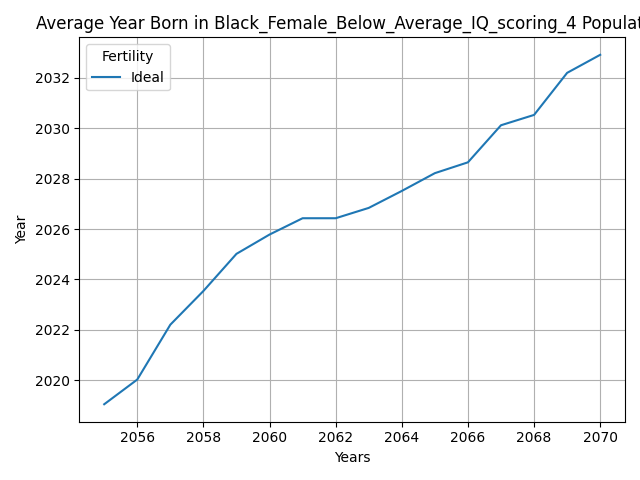 Average Year Born in Black_Female_Below_Average_IQ_scoring_4 Populat
Fertility
Ideal
Year
2032
2030
2028
2026
2024
2022
2020
2056 2058 2060 2062 2064 2066 2068 2070
Years